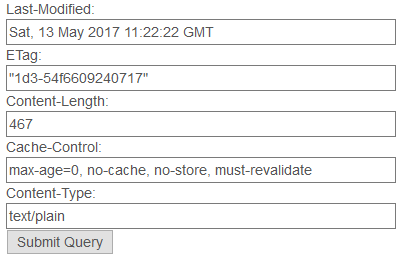 Last-Modified:
Sat, 13 May 2017 11:22:22 GMT
ETag:
"1d3-54f6609240717"
Content-Length:
467
Cache-Control:
max-age=0, no-cache, no-store, must-revalidate
Content-Type:
text/plain
Submit Query